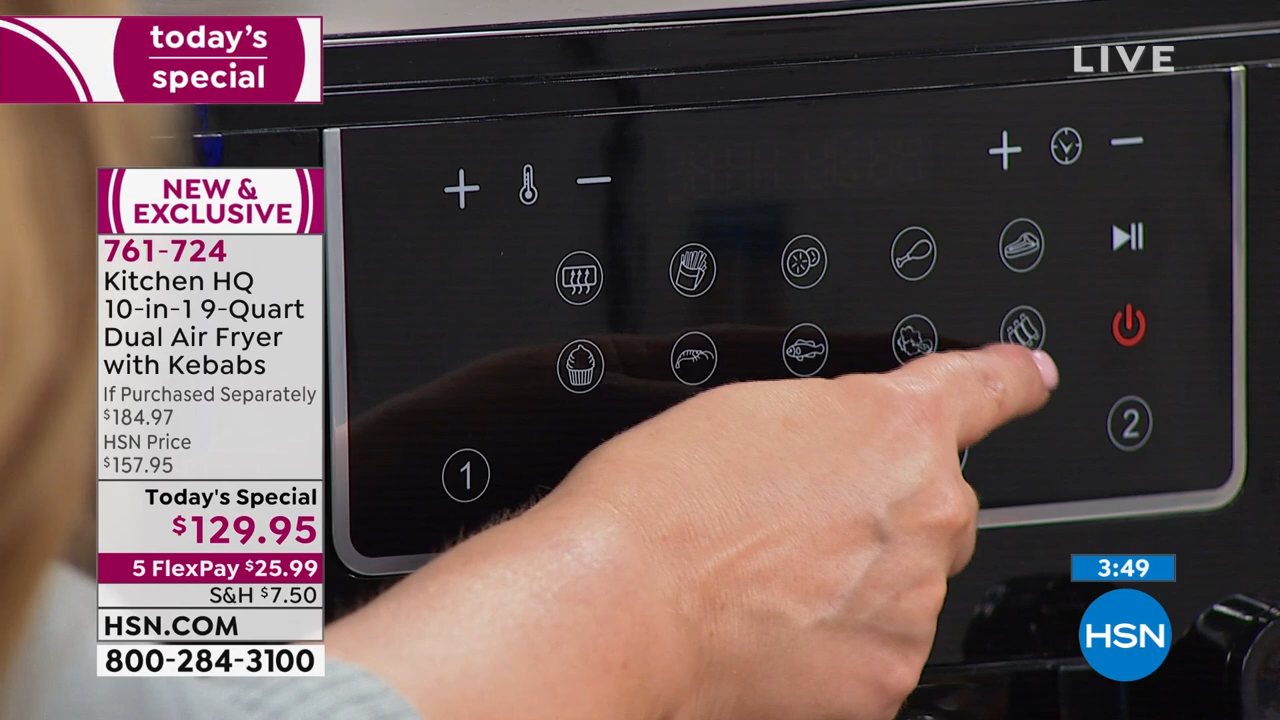 today's
special
LIVE
NEW &
EXCLUSIVE
761-724
Kitchen HQ
10-in-1 9-Quart
Dual Air Fryer
with Kebabs
If Purchased Separately
$184.97
HSN Price
$157.95
Today's Special
$129.95
5 FlexPay $25.99
S&H $7.50
HSN.COM
800-284-3100
1
2
3:49
HSN